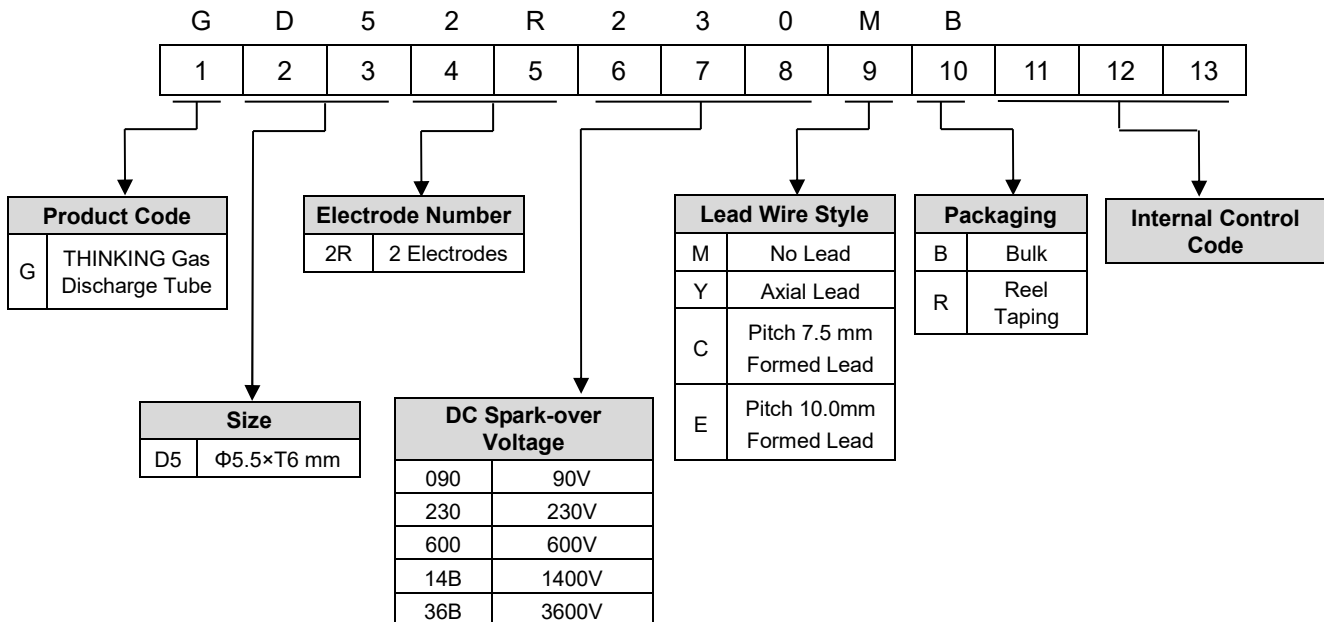 G D 5 2 R 2 3 0 M B
1 2 3 4 5 6 7 8 9 10 11 12 13
Product Code
G THINKING Gas
Discharge Tube
Electrode Number
2R 2 Electrodes
Lead Wire Style
M No Lead
Y Axial Lead
C Pitch 7.5 mm
Formed Lead
E Pitch 10.0mm
Formed Lead
Packaging
B Bulk
R Reel
Taping
Internal Control
Code
Size
D5 Φ5.5×T6 mm
DC Spark-over
Voltage
090 90V
230 230V
600 600V
14B 1400V
36B 3600V